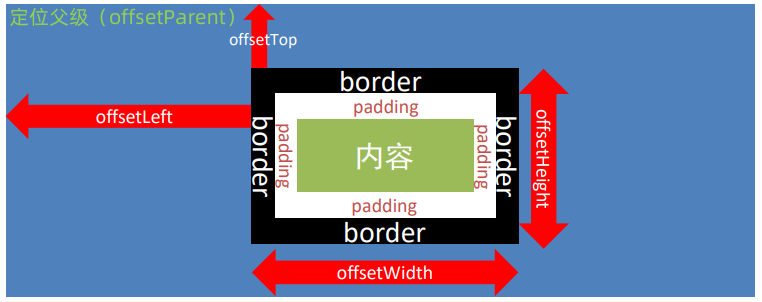 定位父级（offsetParent）
offsetTop
border
padding
offsetLeft
border
padding
内容
padding
border
offsetHeight
padding
border
offsetWidth